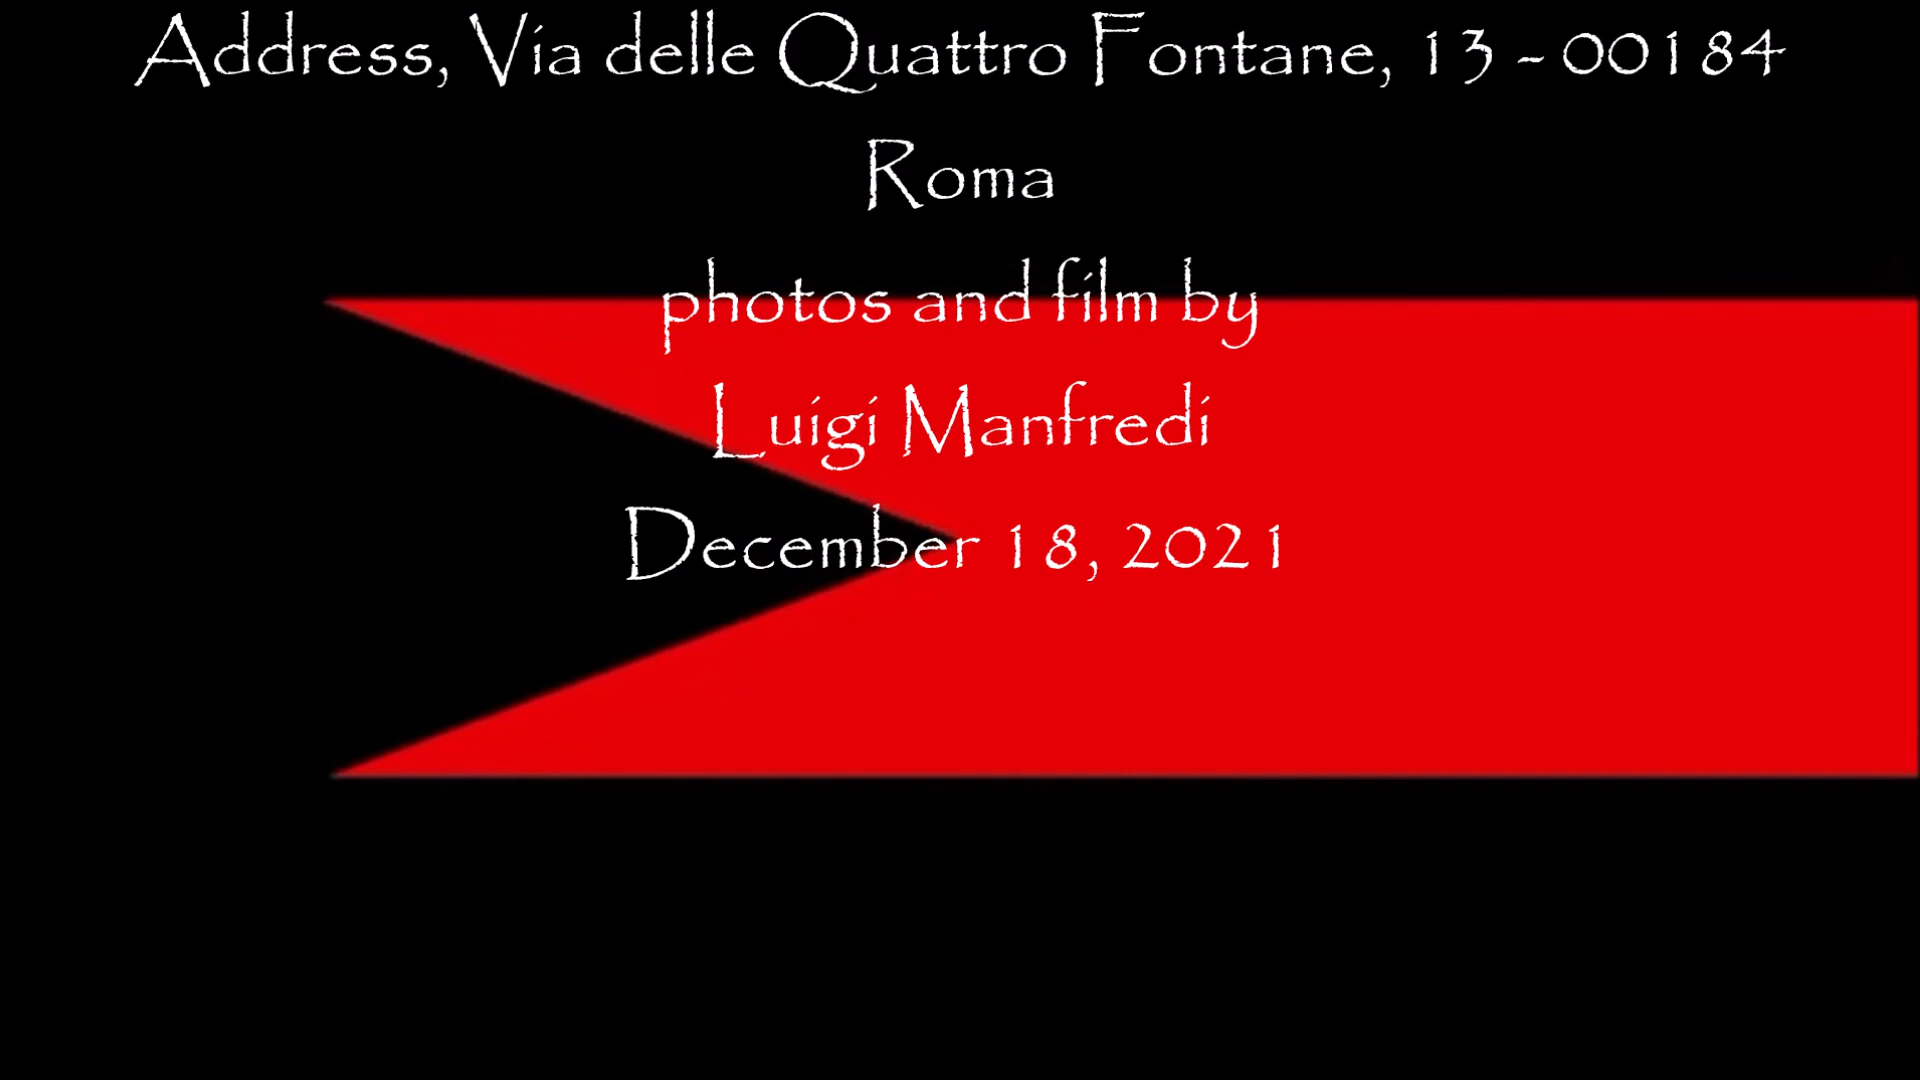 Address, Via delle Quattro Fontane, 13 - 00184
Roma
photos and film by
Luigi Manfredi
December 18, 2021